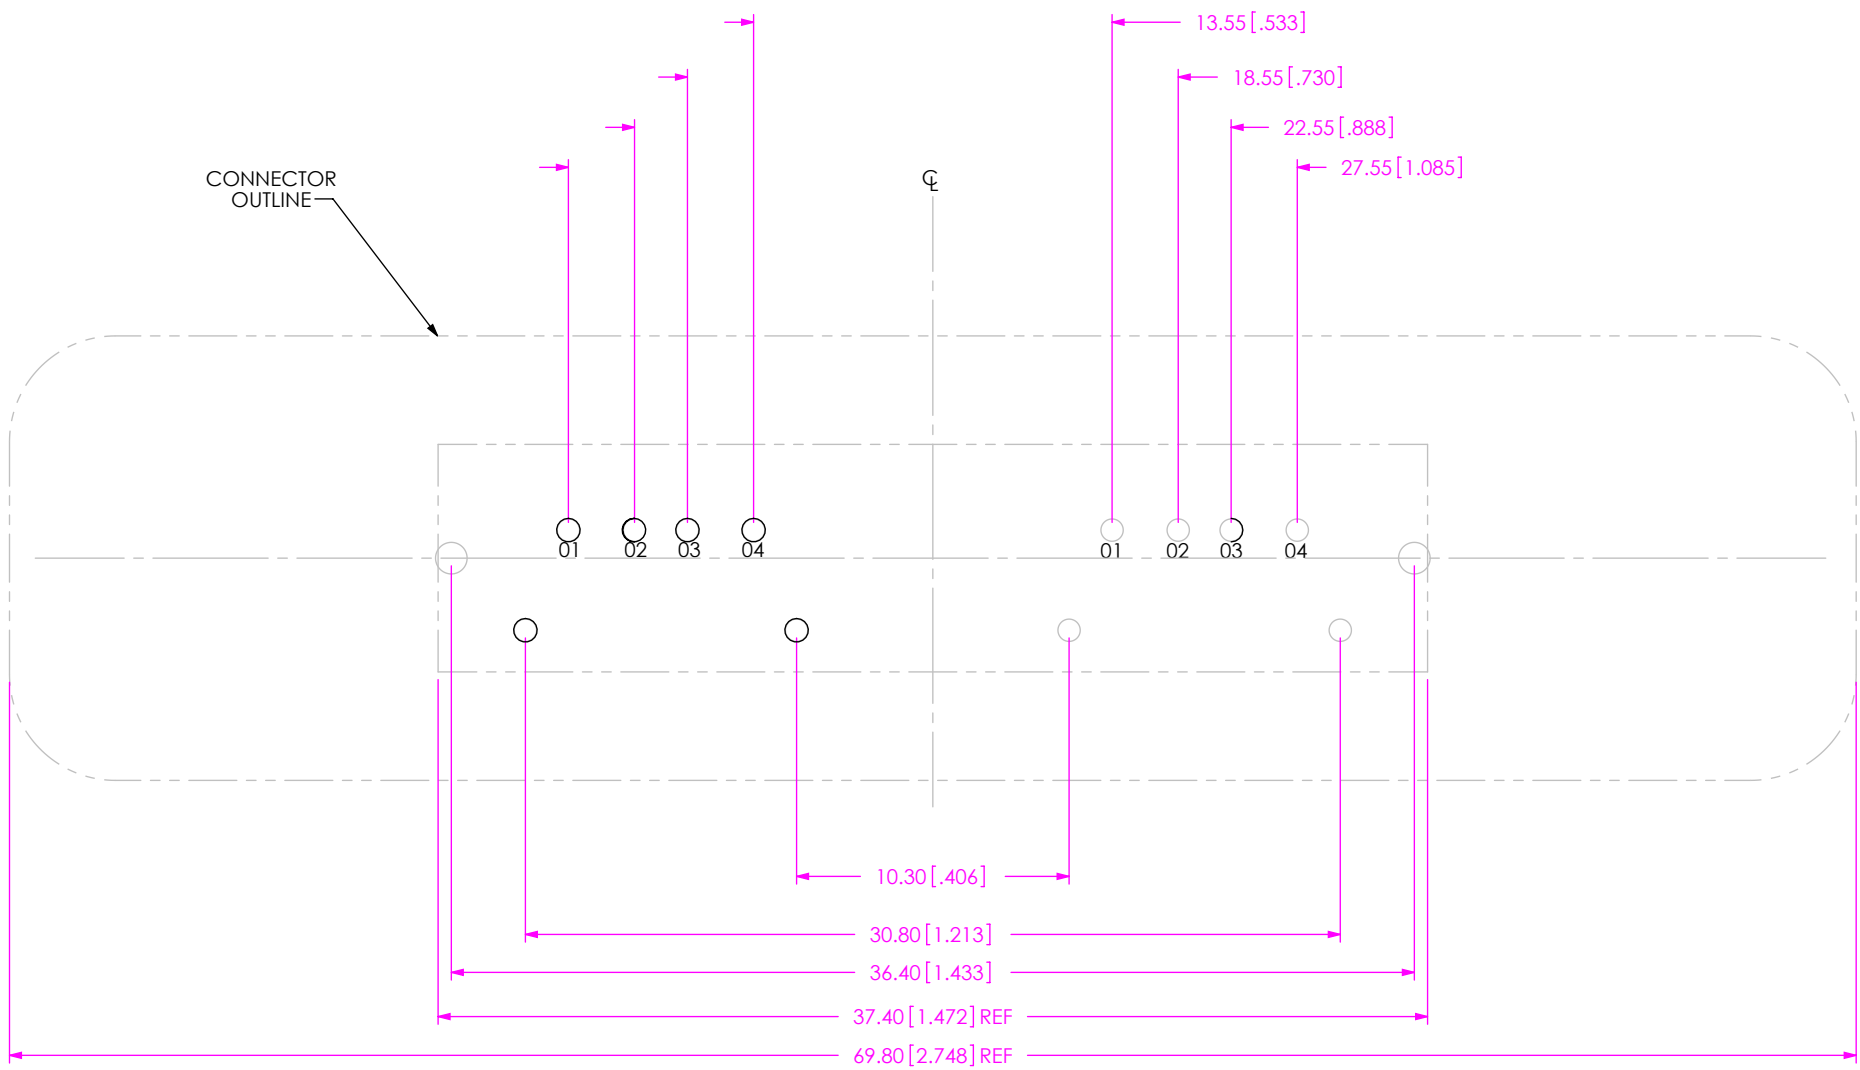 13.55 [.533]
18.55 [.730]
22.55 [.888]
27.55 [1.085]
CONNECTOR
OUTLINE
℄
01 02 03 04 01 02 03 04
10.30 [.406]
30.80 [1.213]
36.40 [1.433]
37.40 [1.472] REF
69.80 [2.748] REF